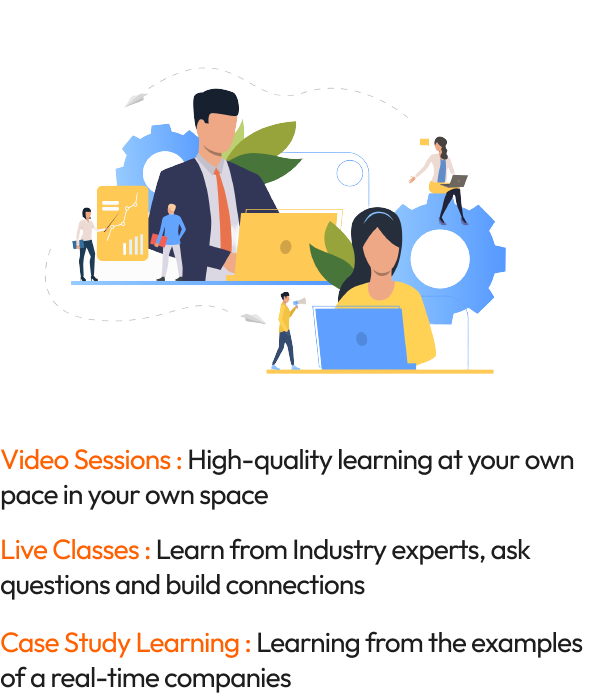 Video Sessions : High-quality learning at your own
pace in your own space
Live Classes : Learn from Industry experts, ask
questions and build connections
Case Study Learning : Learning from the examples
of a real-time companies